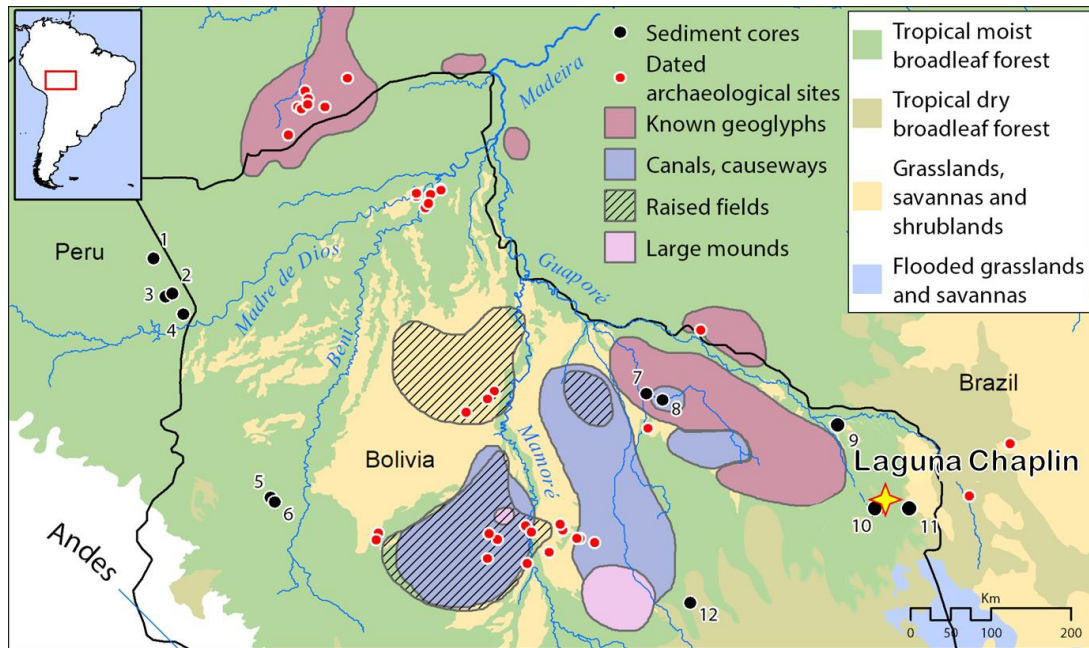 Sediment cores
Dated
archaeological sites
Known geoglyphs
Canals, causeways
Raised fields
Large mounds
Tropical moist
broadleaf forest
Tropical dry
broadleaf forest
Grasslands,
savannas and
shrublands
Flooded grasslands
and savannas
Madeira
Peru
1
2
3
4
Madre de Dios
Beni
Guaporé
Brazil
7
8
9
Mamoré
Bolivia
Laguna Chaplin
5
6
10
11
Andes
12
Km
0 50 100 200